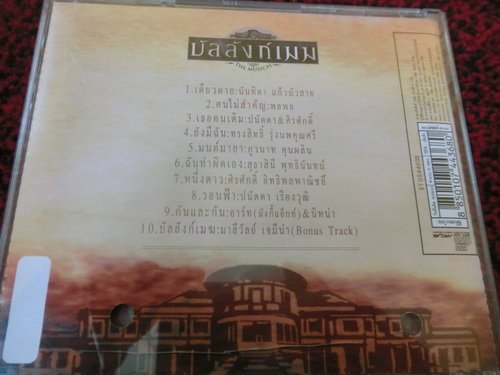 บัลลังก์เมฆ
THE MUSICAL
1.เดียวดาย:นันทิดา แก้วบัวสาย
2.คนไม่สำคัญ:พลพล
3.เธอคนเดิม:ปนัดดา&ศิรศักดิ์
4.ยังมีฉัน:ทรงสิทธิ์ รุ่งนพคุณศรี
5.มนต์มายา:ภูวนาท คุนผลิน
6.ฉันทำผิดเอง:สุธาสินี พุทธินันทน์
7.หนึ่งดาว:ศิรศักดิ์ อิทธิพลพาณิชย์
8.วอนฟ้า:ปนัดดา เรืองวุฒิ
9.กันและกัน:อาร์ท(มังกี้แอ๊กซ์)&นิหน่า
10.บัลลังก์เมฆ:มาลีวัลย์ เจมีน่า(Bonus Track)
8 850107 443680